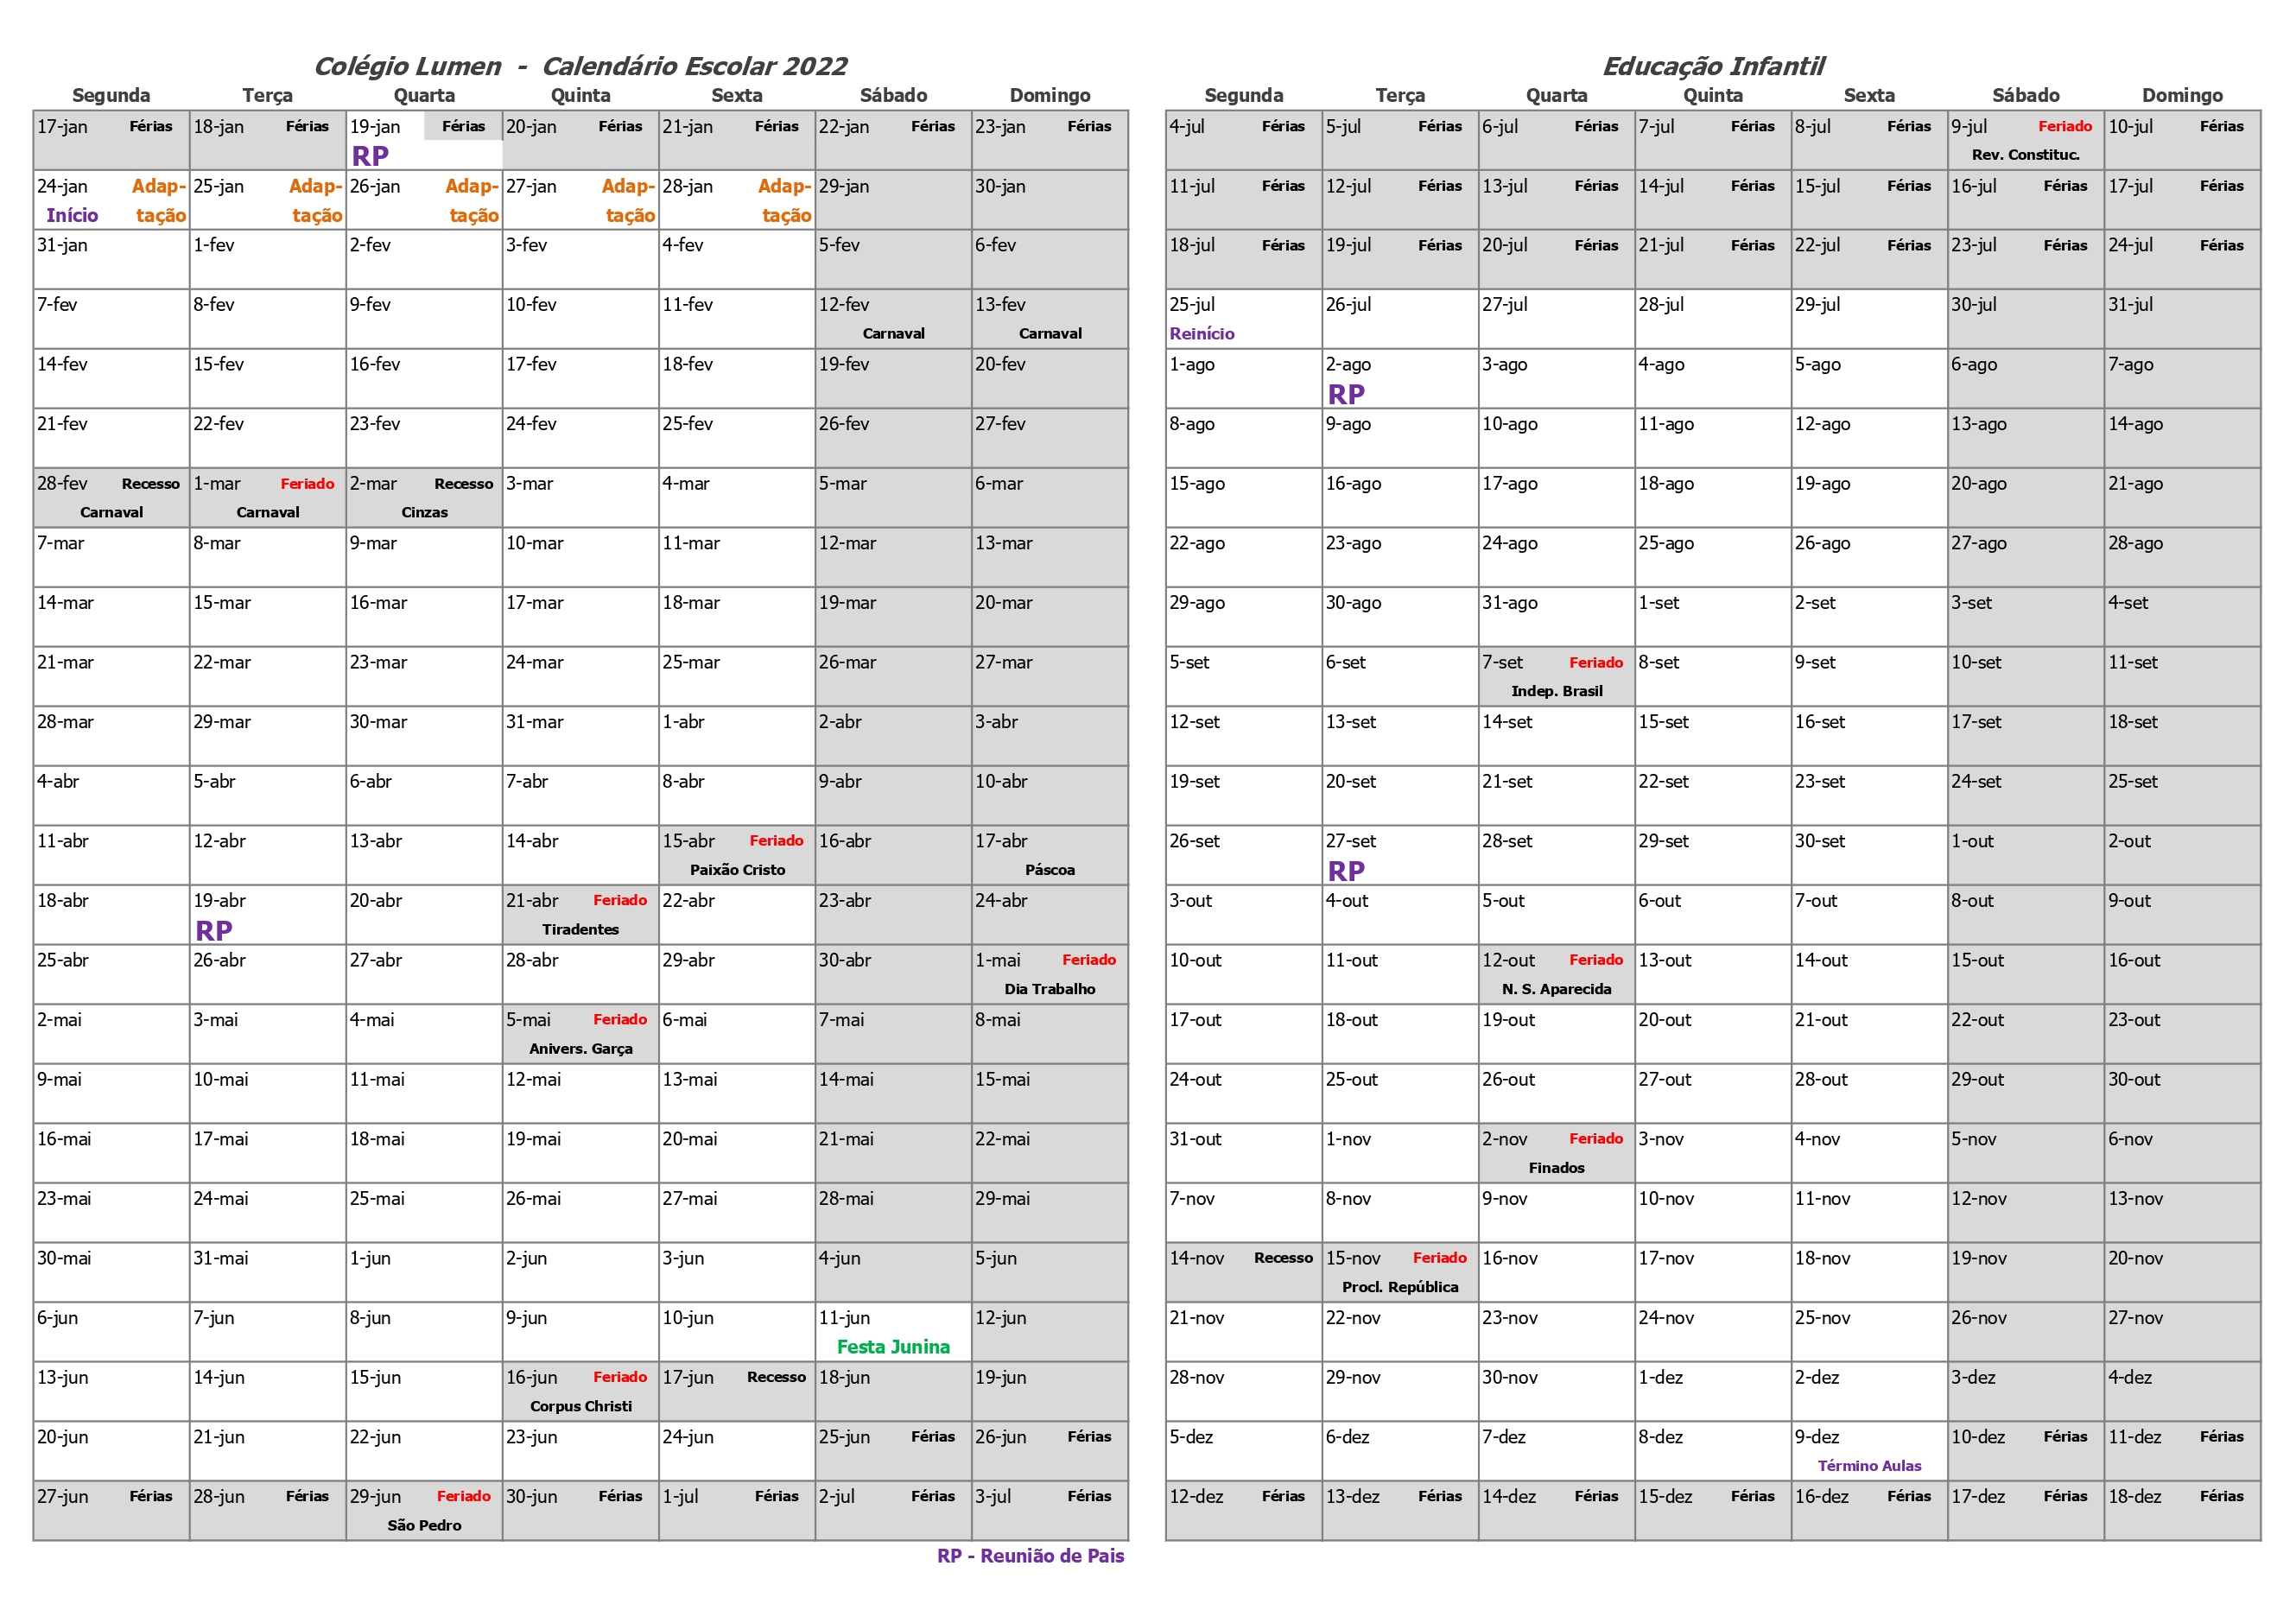 Colégio Lumen - Calendário Escolar 2022
Segunda Terça Quarta Quinta Sexta Sábado Domingo
17-jan Férias 18-jan Férias 19-jan Férias 20-jan Férias 21-jan Férias 22-jan Férias 23-jan Férias
RP
24-jan Adap- 25-jan Adap- 26-jan Adap- 27-jan Adap- 28-jan Adap- 29-jan 30-jan
Início tação tação tação tação tação
31-jan 1-fev 2-fev 3-fev 4-fev 5-fev 6-fev
7-fev 8-fev 9-fev 10-fev 11-fev 12-fev 13-fev
Carnaval Carnaval
14-fev 15-fev 16-fev 17-fev 18-fev 19-fev 20-fev
21-fev 22-fev 23-fev 24-fev 25-fev 26-fev 27-fev
28-fev Recesso 1-mar Feriado 2-mar Recesso 3-mar 4-mar 5-mar 6-mar
Carnaval Carnaval Cinzas
7-mar 8-mar 9-mar 10-mar 11-mar 12-mar 13-mar
14-mar 15-mar 16-mar 17-mar 18-mar 19-mar 20-mar
21-mar 22-mar 23-mar 24-mar 25-mar 26-mar 27-mar
28-mar 29-mar 30-mar 31-mar 1-abr 2-abr 3-abr
4-abr 5-abr 6-abr 7-abr 8-abr 9-abr 10-abr
11-abr 12-abr 13-abr 14-abr 15-abr Feriado 16-abr 17-abr
Paixão Cristo Páscoa
18-abr 19-abr 20-abr 21-abr Feriado 22-abr 23-abr 24-abr
RP Tiradentes
25-abr 26-abr 27-abr 28-abr 29-abr 30-abr 1-mai Feriado
Dia Trabalho
2-mai 3-mai 4-mai 5-mai Feriado 6-mai 7-mai 8-mai
Anivers. Garça
9-mai 10-mai 11-mai 12-mai 13-mai 14-mai 15-mai
16-mai 17-mai 18-mai 19-mai 20-mai 21-mai 22-mai
23-mai 24-mai 25-mai 26-mai 27-mai 28-mai 29-mai
30-mai 31-mai 1-jun 2-jun 3-jun 4-jun 5-jun
6-jun 7-jun 8-jun 9-jun 10-jun 11-jun 12-jun
Festa Junina
13-jun 14-jun 15-jun 16-jun Feriado 17-jun Recesso 18-jun 19-jun
Corpus Christi
20-jun 21-jun 22-jun 23-jun 24-jun 25-jun Férias 26-jun Férias
27-jun Férias 28-jun Férias 29-jun Feriado 30-jun Férias 1-jul Férias 2-jul Férias 3-jul Férias
São Pedro
RP - Reunião de Pais
Educação Infantil
Segunda Terça Quarta Quinta Sexta Sábado Domingo
4-jul Férias 5-jul Férias 6-jul Férias 7-jul Férias 8-jul Férias 9-jul Feriado 10-jul Férias
Rev. Constituc.
11-jul Férias 12-jul Férias 13-jul Férias 14-jul Férias 15-jul Férias 16-jul Férias 17-jul Férias
18-jul Férias 19-jul Férias 20-jul Férias 21-jul Férias 22-jul Férias 23-jul Férias 24-jul Férias
25-jul 26-jul 27-jul 28-jul 29-jul 30-jul 31-jul
Reinício
1-ago 2-ago 3-ago 4-ago 5-ago 6-ago 7-ago
RP
8-ago 9-ago 10-ago 11-ago 12-ago 13-ago 14-ago
15-ago 16-ago 17-ago 18-ago 19-ago 20-ago 21-ago
22-ago 23-ago 24-ago 25-ago 26-ago 27-ago 28-ago
29-ago 30-ago 31-ago 1-set 2-set 3-set 4-set
5-set 6-set 7-set Feriado 8-set 9-set 10-set 11-set
Indep. Brasil
12-set 13-set 14-set 15-set 16-set 17-set 18-set
19-set 20-set 21-set 22-set 23-set 24-set 25-set
26-set 27-set 28-set 29-set 30-set 1-out 2-out
RP
3-out 4-out 5-out 6-out 7-out 8-out 9-out
10-out 11-out 12-out Feriado 13-out 14-out 15-out 16-out
N. S. Aparecida
17-out 18-out 19-out 20-out 21-out 22-out 23-out
24-out 25-out 26-out 27-out 28-out 29-out 30-out
31-out 1-nov 2-nov Feriado 3-nov 4-nov 5-nov 6-nov
Finados
7-nov 8-nov 9-nov 10-nov 11-nov 12-nov 13-nov
14-nov Recesso 15-nov Feriado 16-nov 17-nov 18-nov 19-nov 20-nov
Procl. República
21-nov 22-nov 23-nov 24-nov 25-nov 26-nov 27-nov
28-nov 29-nov 30-nov 1-dez 2-dez 3-dez 4-dez
5-dez 6-dez 7-dez 8-dez 9-dez 10-dez Férias 11-dez Férias
Término Aulas
12-dez Férias 13-dez Férias 14-dez Férias 15-dez Férias 16-dez Férias 17-dez Férias 18-dez Férias